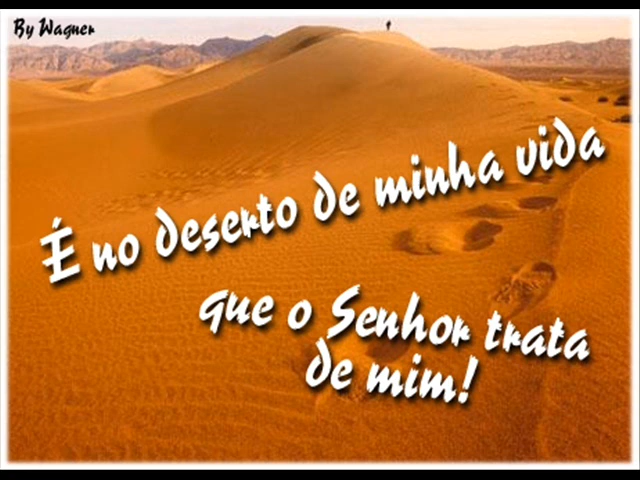 By Wagner
É no deserto de minha vida
que o Senhor trata
de mim!